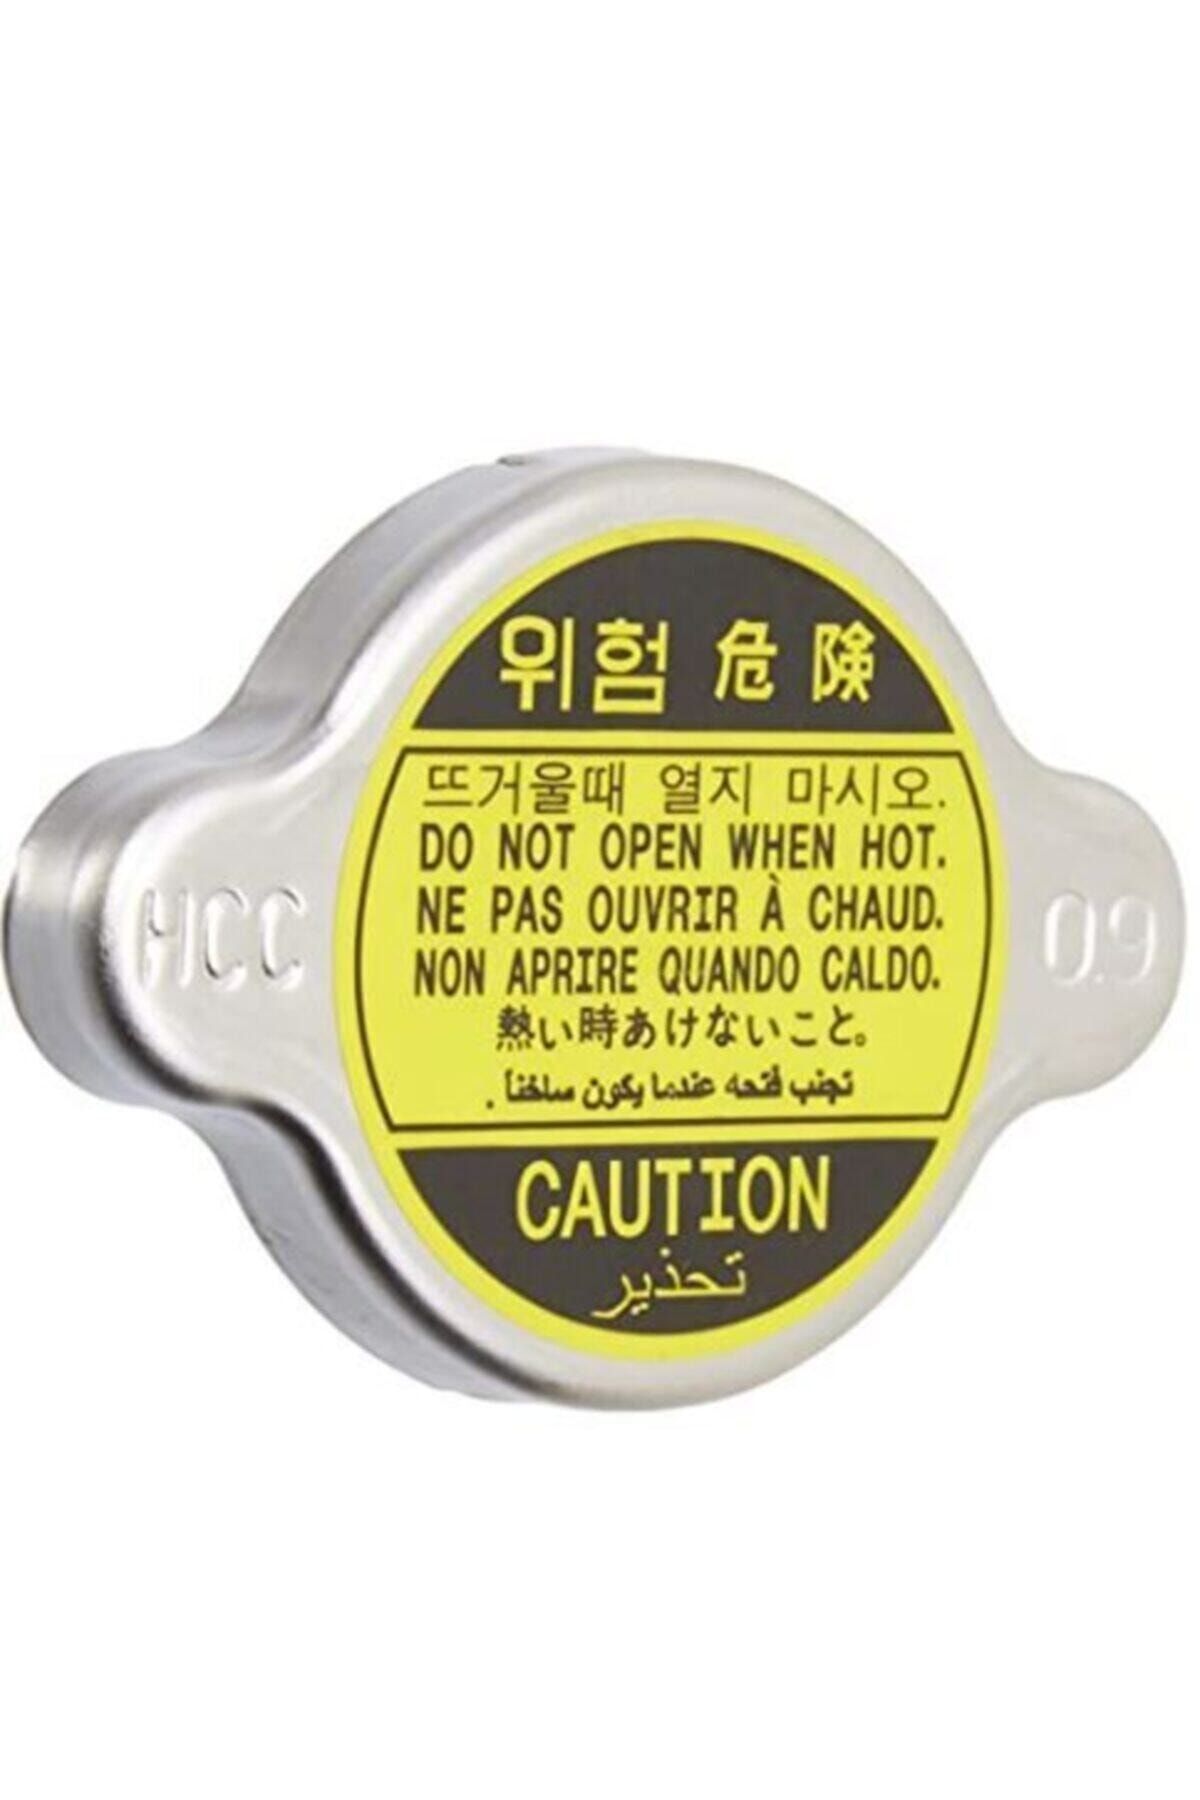 위험 危険
뜨거울때 열지 마시오.
DO NOT OPEN WHEN HOT.
NE PAS OUVRIR À CHAUD.
HCC
0.9
NON APRIRE QUANDO CALDO.
熱い時あけないこと。
تجنب فتحه عندما يكون ساخناً .
CAUTION
تحذير